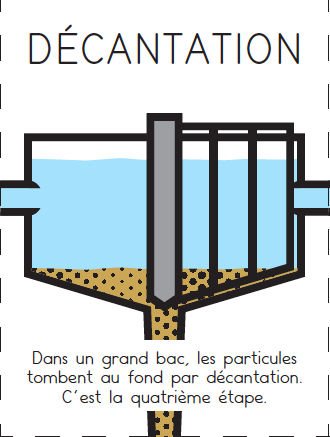 DÉCANTATION
Dans un grand bac, les particules
tombent au fond par décantation.
C'est la quatrième étape.